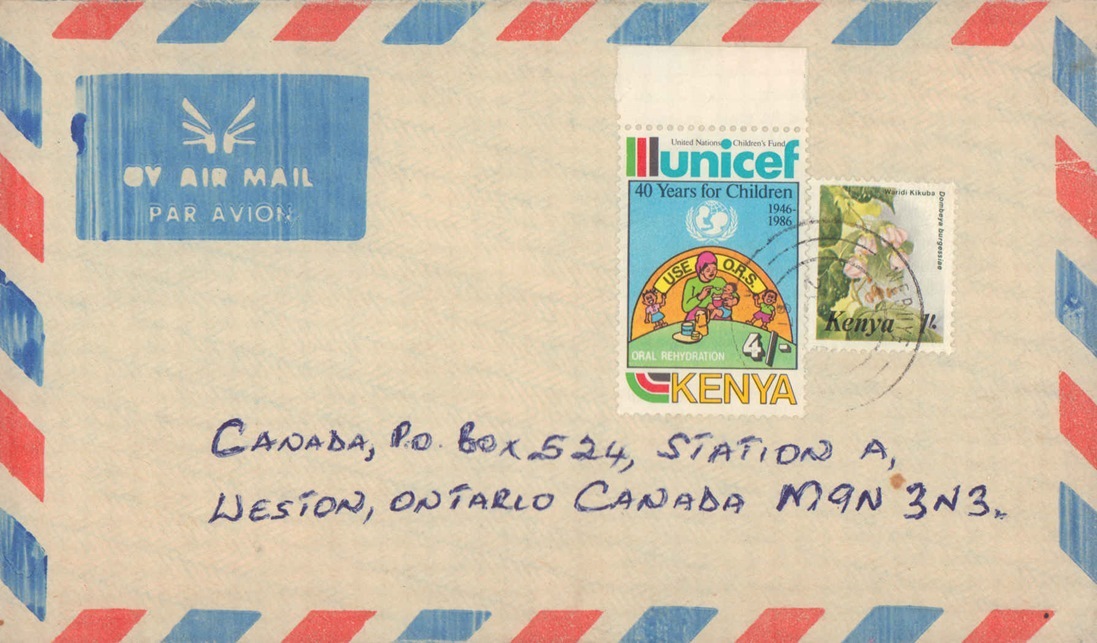 BY AIR MAIL
PAR AVION
United Nations Children's Fund
unicef
40 Years for Children
1946-
1986
USE O.R.S.
ORAL REHYDRATION
4/-
KENYA
Waridi Kikuba
Dombeya burgessiae
Kenya 1/-
CANADA, P.O. BOX 524, STATION A,
WESTON, ONTARIO CANADA M9N 3N3.